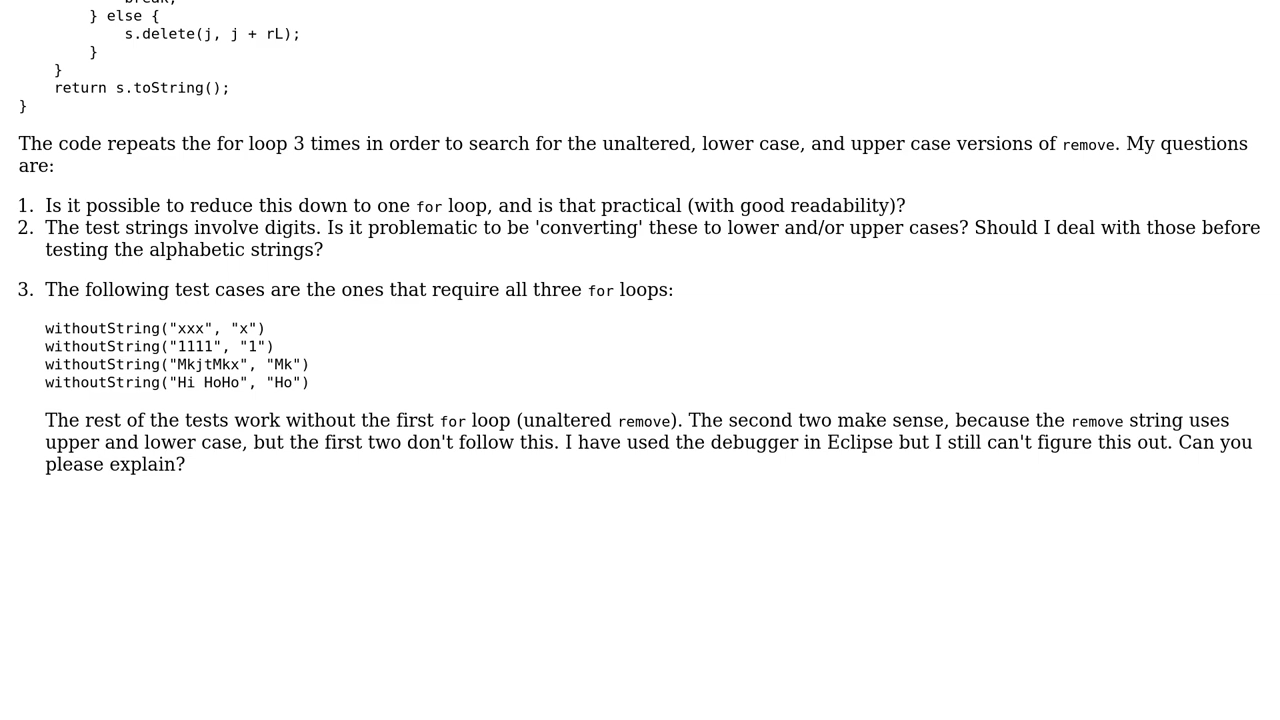 break;
        } else {
            s.delete(j, j + rL);
        }
    }
    return s.toString();
}
The code repeats the for loop 3 times in order to search for the unaltered, lower case, and upper case versions of remove. My questions
are:
1. Is it possible to reduce this down to one for loop, and is that practical (with good readability)?
2. The test strings involve digits. Is it problematic to be 'converting' these to lower and/or upper cases? Should I deal with those before
testing the alphabetic strings?
3. The following test cases are the ones that require all three for loops:
withoutString("xxx", "x")
withoutString("1111", "1")
withoutString("MkjtMkx", "Mk")
withoutString("Hi HoHo", "Ho")
The rest of the tests work without the first for loop (unaltered remove). The second two make sense, because the remove string uses
upper and lower case, but the first two don't follow this. I have used the debugger in Eclipse but I still can't figure this out. Can you
please explain?